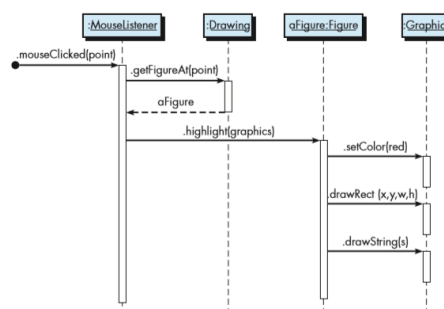 :MouseListener :Drawing aFigure:Figure :Graphic
.mouseClicked(point)
.getFigureAt(point)
aFigure
.highlight(graphics)
.setColor(red)
.drawRect (x,y,w,h)
.drawString(s)